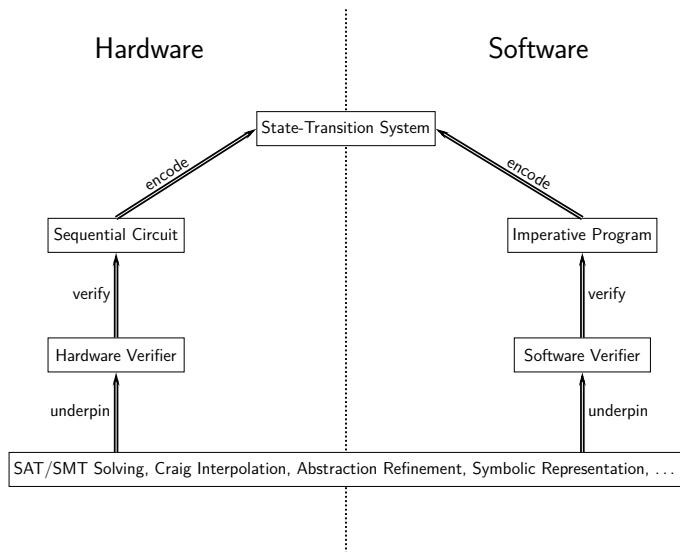 Hardware
Software
State-Transition System
encode
encode
Sequential Circuit
Imperative Program
verify
verify
Hardware Verifier
Software Verifier
underpin
underpin
SAT/SMT Solving, Craig Interpolation, Abstraction Refinement, Symbolic Representation, ...